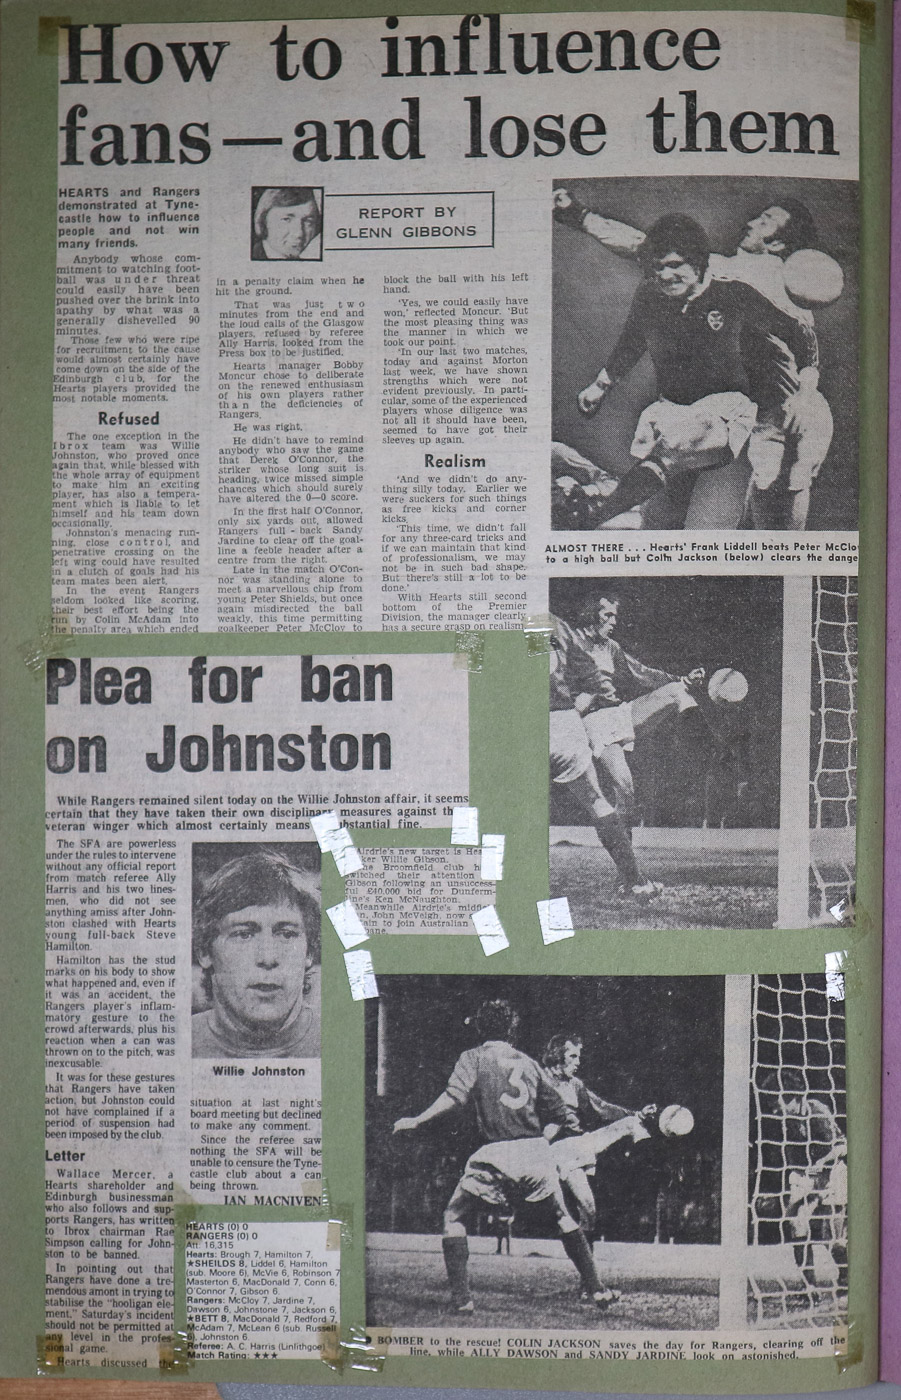 How to influence
fans—and lose them
HEARTS and Rangers
demonstrated at Tyne-
castle how to influence
people and not win
many friends.
Anybody whose com-
mitment to watching foot-
ball was under threat
could easily have been
pushed over the brink into
apathy by what was a
generally dishevelled 90
minutes.
Those few who were ripe
for recruitment to the cause
would almost certainly have
come down on the side of the
Edinburgh club, for the
Hearts players provided the
most notable moments.
Refused
The one exception in the
Ibrox team was Willie
Johnston, who proved once
again that, while blessed with
the whole array of equipment
to make him an exciting
player, has also a tempera-
ment which is liable to let
himself and his team down
occasionally.
Johnston's menacing run-
ning, close control, and
penetrative crossing on the
left wing could have resulted
in a clutch of goals had his
team mates been alert.
In the event Rangers
seldom looked like scoring,
their best effort being the
run by Colin McAdam into
the penalty area which ended
REPORT BY
GLENN GIBBONS
in a penalty claim when he
hit the ground.
That was just two
minutes from the end and
the loud calls of the Glasgow
players, refused by referee
Ally Harris, looked from the
Press box to be justified.
Hearts manager Bobby
Moncur chose to deliberate
on the renewed enthusiasm
of his own players rather
than the deficiencies of
Rangers.
He was right.
He didn't have to remind
anybody who saw the game
that Derek O'Connor, the
striker whose long suit is
heading, twice missed simple
chances which should surely
have altered the 0—0 score.
In the first half O'Connor,
only six yards out, allowed
Rangers full-back Sandy
Jardine to clear off the goal-
line a feeble header after a
centre from the right.
Late in the match O'Con-
nor was standing alone to
meet a marvellous chip from
young Peter Shields, but once
again misdirected the ball
weakly, this time permitting
goalkeeper Peter McCloy to
block the ball with his left
hand.
'Yes, we could easily have
won,' reflected Moncur. 'But
the most pleasing thing was
the manner in which we
took our point.
'In our last two matches,
today and against Morton
last week, we have shown
strengths which were not
evident previously. In parti-
cular, some of the experienced
players whose diligence was
not all it should have been,
seemed to have got their
sleeves up again.
Realism
'And we didn't do any-
thing silly today. Earlier we
were suckers for such things
as free kicks and corner
kicks.
'This time, we didn't fall
for any three-card tricks and
if we can maintain that kind
of professionalism, we may
not be in such bad shape.
But there's still a lot to be
done.'
With Hearts still second
bottom of the Premier
Division, the manager clearly
has a secure grasp on realism
ALMOST THERE . . . Hearts' Frank Liddell beats Peter McClo
to a high ball but Colin Jackson (below) clears the dange
Plea for ban
on Johnston
While Rangers remained silent today on the Willie Johnston affair, it seems
certain that they have taken their own disciplinary measures against the
veteran winger which almost certainly means substantial fine.
The SFA are powerless
under the rules to intervene
without any official report
from match referee Ally
Harris and his two lines-
men, who did not see
anything amiss after John-
ston clashed with Hearts
young full-back Steve
Hamilton.
Hamilton has the stud
marks on his body to show
what happened and, even if
it was an accident, the
Rangers player's inflam-
matory gesture to the
crowd afterwards, plus his
reaction when a can was
thrown on to the pitch, was
inexcusable.
It was for these gestures
that Rangers have taken
action, but Johnston could
not have complained if a
period of suspension had
been imposed by the club.
Letter
Wallace Mercer, a
Hearts shareholder and
Edinburgh businessman
who also follows and sup-
ports Rangers, has written
to Ibrox chairman Rae
Simpson calling for John-
ston to be banned.
In pointing out that
Rangers have done a tre-
mendous amont in trying to
stabilise the "hooligan ele-
ment," Saturday's incident
should not be permitted at
any level in the profes-
sional game.
Hearts discussed the
Willie Johnston
situation at last night's
board meeting but declined
to make any comment.
Since the referee saw
nothing the SFA will be
unable to censure the Tyne-
castle club about a can
being thrown.
IAN MACNIVEN
Airdrie's new target is Hear
ker Willie Gibson.
he Broomfield club h
witched their attention
Gibson following an unsuccess
ful £40,000 bid for Dunferm-
ine's Ken McNaughton.
Meanwhile Airdrie's midfie
n, John McVeigh, now
ain to join Australian
bane.
HEARTS (0) 0
RANGERS (0) 0
Att: 16,315
Hearts: Brough 7, Hamilton 7,
★SHEILDS 8, Liddel 6, Hamilton
(sub. Moore 6), McVie 6, Robinson 7
Masterton 6, MacDonald 7, Conn 6,
O'Connor 7, Gibson 6.
Rangers: McCloy 7, Jardine 7,
Dawson 6, Johnstone 7, Jackson 6,
★BETT 8, MacDonald 7, Redford 7,
McAdam 7, McLean 6 (sub. Russell
6), Johnston 6.
Referee: A. C. Harris (Linlithgoe)
Match Rating: ★★★
3
BOMBER to the rescue! COLIN JACKSON saves the day for Rangers, clearing off the
line, while ALLY DAWSON and SANDY JARDINE look on astonished.